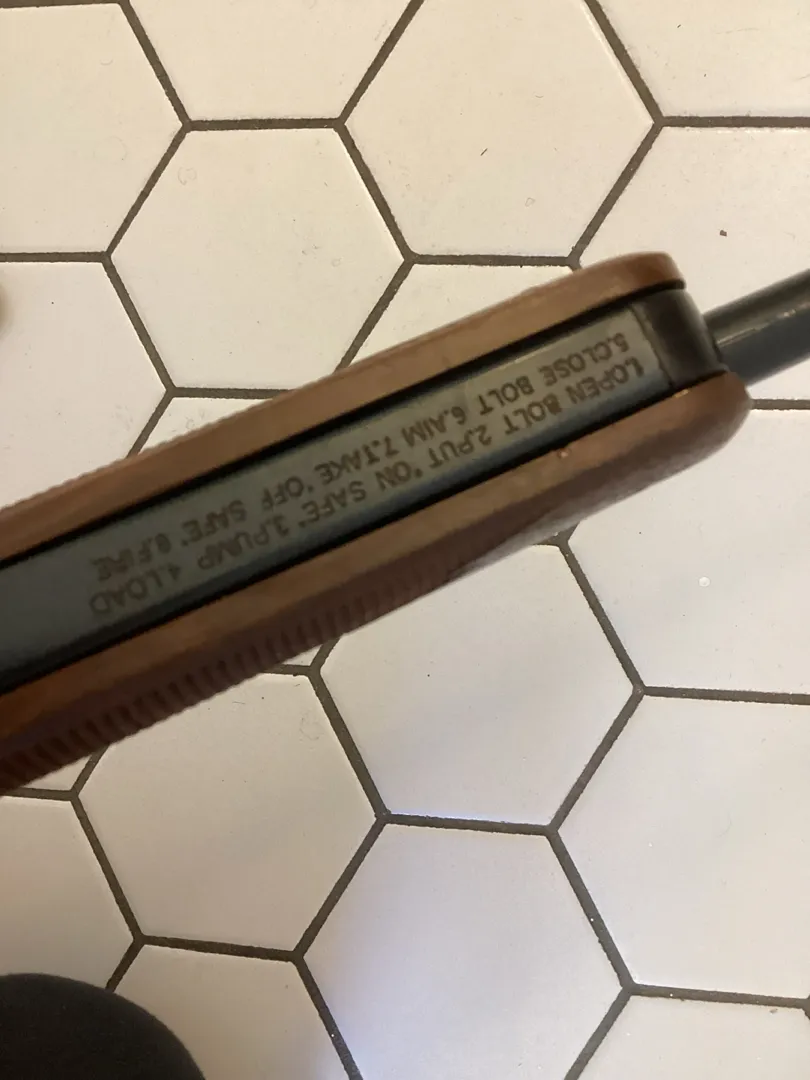 1.OPEN BOLT 2.PUT "ON SAFE". 3.PUMP 4.LOAD
5.CLOSE BOLT 6.AIM 7.TAKE "OFF SAFE". 8.FIRE